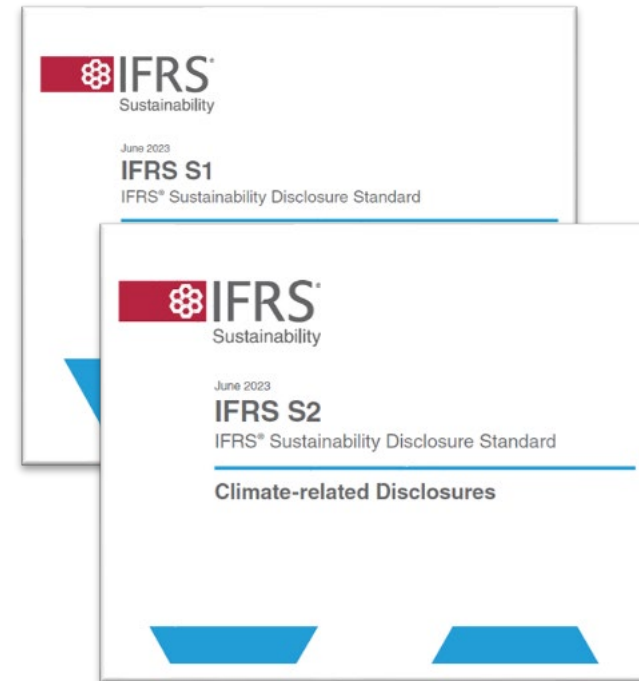 IFRS®
Sustainability
June 2023
IFRS S1
IFRS® Sustainability Disclosure Standard
IFRS®
Sustainability
June 2023
IFRS S2
IFRS® Sustainability Disclosure Standard
Climate-related Disclosures